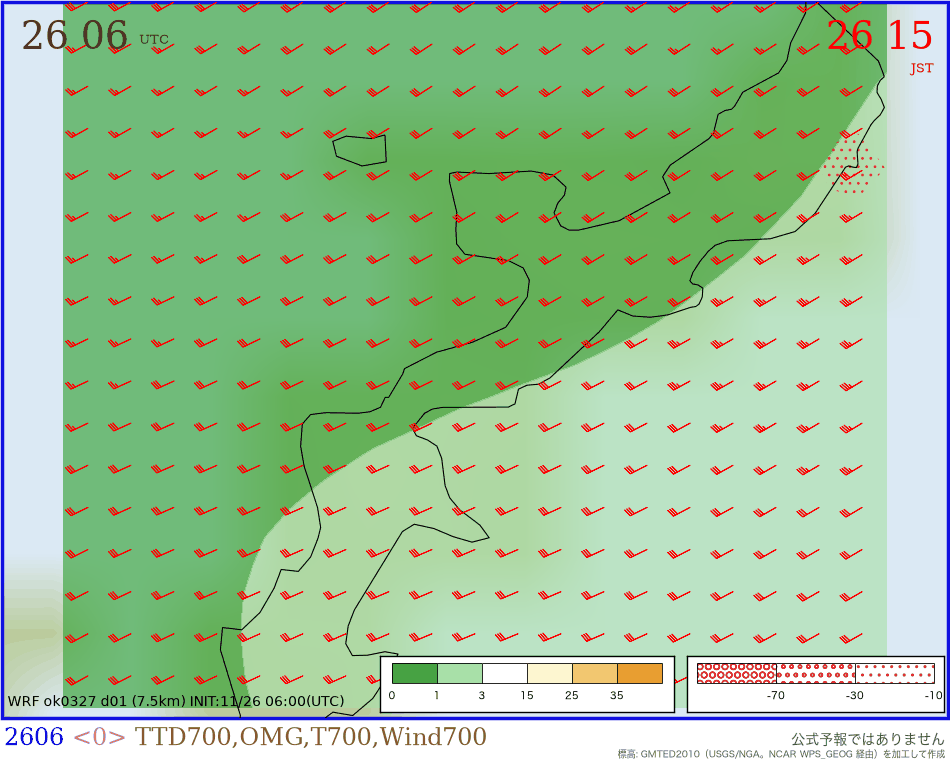 26 06 UTC
26 15
JST
WRF ok0327 d01 (7.5km) INIT:11/26 06:00(UTC)
0 1 3 15 25 35
-70 -30 -10
2606 <0> TTD700,OMG,T700,Wind700
公式予報ではありません
標高: GMTED2010（USGS/NGA。NCAR WPS_GEOG 経由）を加工して作成